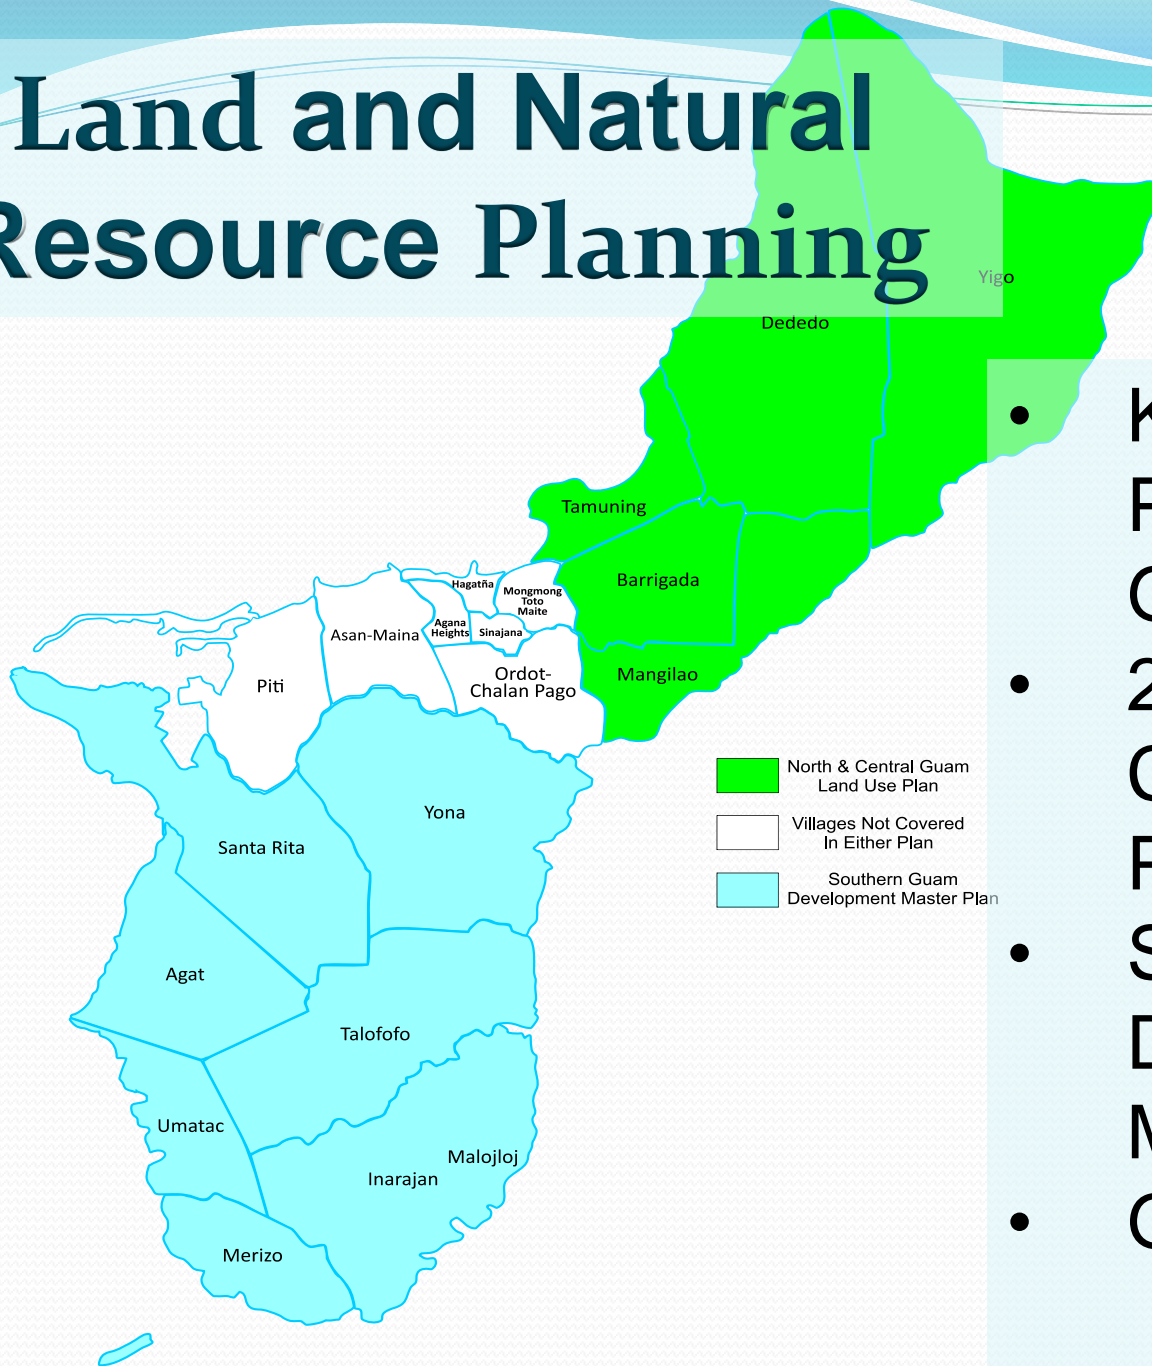 Land and Natural
Resource Planning
Yigo
Dededo
Tamuning
Barrigada
Mangilao
Hagatña
Mongmong
Toto
Maite
Agana
Heights
Sinajana
Asan-Maina
Ordot-
Chalan Pago
Piti
North & Central Guam
Land Use Plan
Villages Not Covered
In Either Plan
Southern Guam
Development Master Plan
Yona
Santa Rita
Agat
Talofofo
Umatac
Malojloj
Inarajan
Merizo